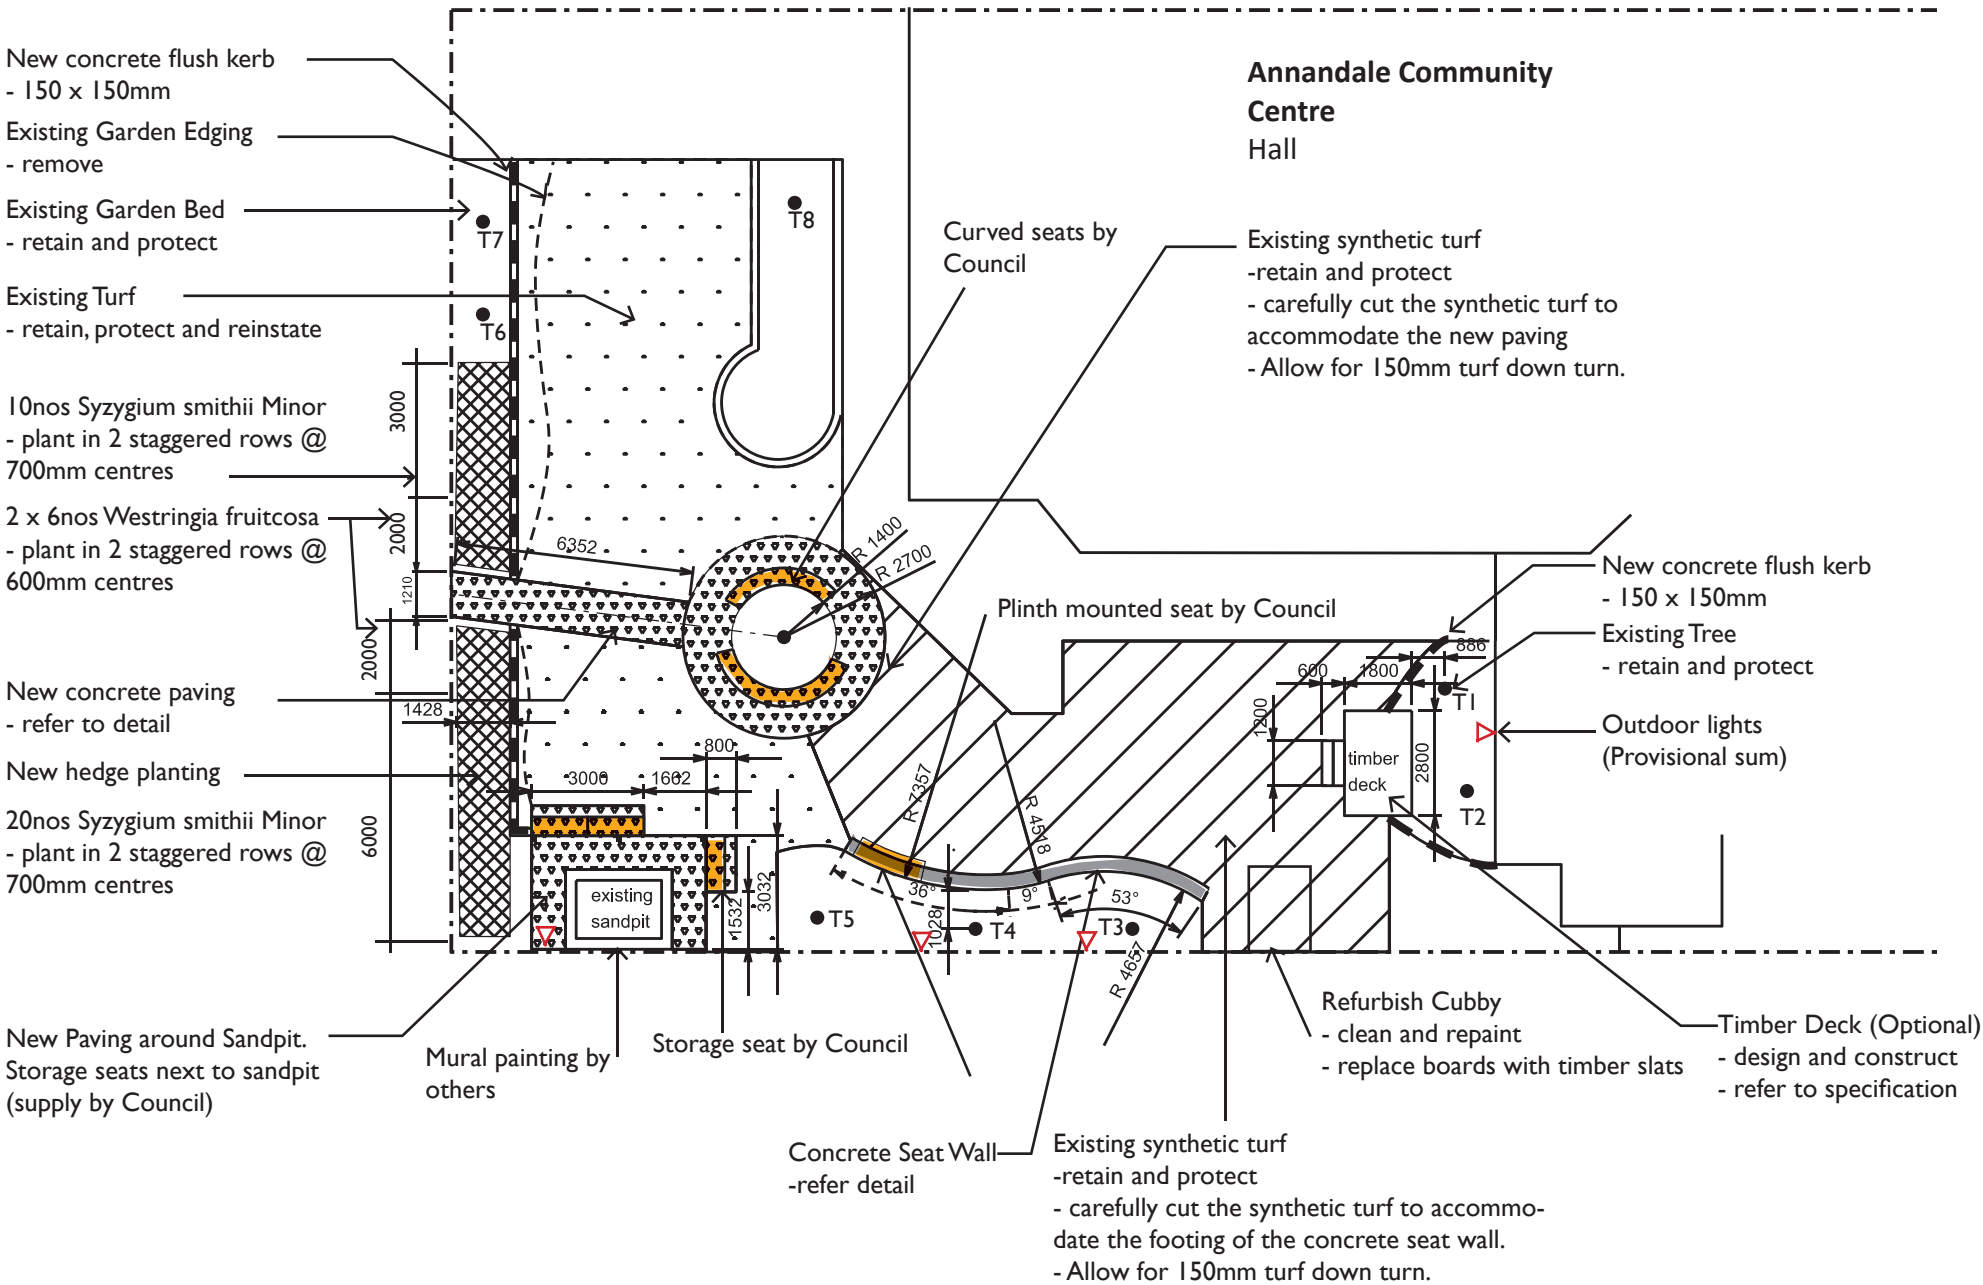 New concrete flush kerb
- 150 x 150mm
Existing Garden Edging
- remove
Existing Garden Bed
- retain and protect
Existing Turf
- retain, protect and reinstate
10nos Syzygium smithii Minor
- plant in 2 staggered rows @
700mm centres
2 x 6nos Westringia fruitcosa
- plant in 2 staggered rows @
600mm centres
New concrete paving
- refer to detail
New hedge planting
20nos Syzygium smithii Minor
- plant in 2 staggered rows @
700mm centres
New Paving around Sandpit.
Storage seats next to sandpit
(supply by Council)
Mural painting by
others
Storage seat by Council
Concrete Seat Wall
-refer detail
Existing synthetic turf
-retain and protect
- carefully cut the synthetic turf to accommo-
date the footing of the concrete seat wall.
- Allow for 150mm turf down turn.
Refurbish Cubby
- clean and repaint
- replace boards with timber slats
Timber Deck (Optional)
- design and construct
- refer to specification
Annandale Community
Centre
Hall
Curved seats by
Council
Existing synthetic turf
-retain and protect
- carefully cut the synthetic turf to
accommodate the new paving
- Allow for 150mm turf down turn.
Plinth mounted seat by Council
New concrete flush kerb
- 150 x 150mm
Existing Tree
- retain and protect
Outdoor lights
(Provisional sum)
T7
T6
T8
T5
T4
T3
T1
T2
3000
2000
1210
2000
6000
1428
6352
R 1400
R 2700
800
3000
1602
1532
3032
R 7357
R 4518
36°
9°
53°
1028
R 4657
existing
sandpit
600
1800
886
1200
2800
timber
deck